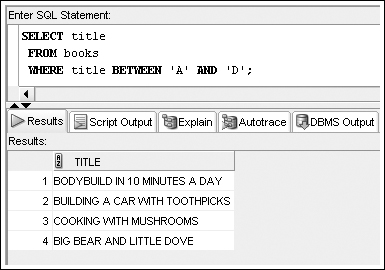 Enter SQL Statement:
SELECT title
FROM books
WHERE title BETWEEN 'A' AND 'D';
Results Script Output Explain Autotrace DBMS Output
Results:
TITLE
1 BODYBUILD IN 10 MINUTES A DAY
2 BUILDING A CAR WITH TOOTHPICKS
3 COOKING WITH MUSHROOMS
4 BIG BEAR AND LITTLE DOVE